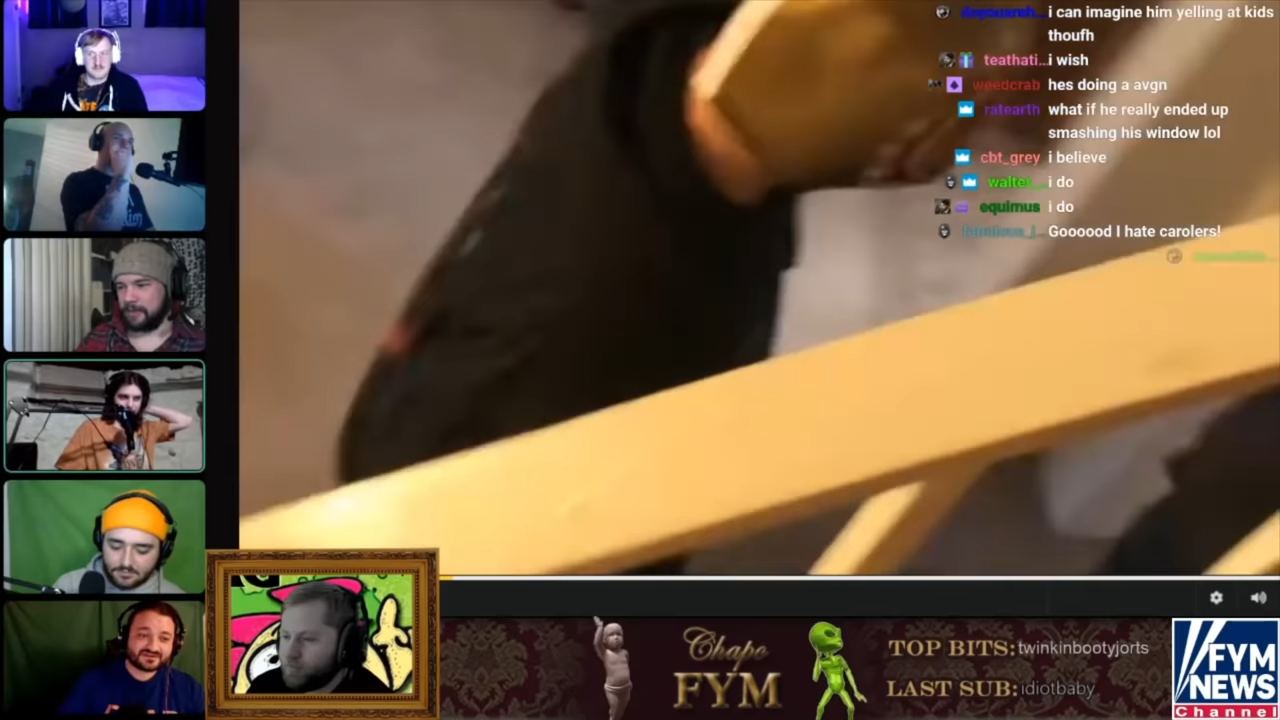 i can imagine him yelling at kids
thoufh
teathati... i wish
weedcrab hes doing a avgn
ratearth what if he really ended up
smashing his window lol
cbt_grey i believe
walter_... i do
equimus i do
Goooood I hate carolers!
Chapo
FYM
TOP BITS: twinkinbootyjorts
LAST SUB: idiotbaby
FYM
NEWS
Channel